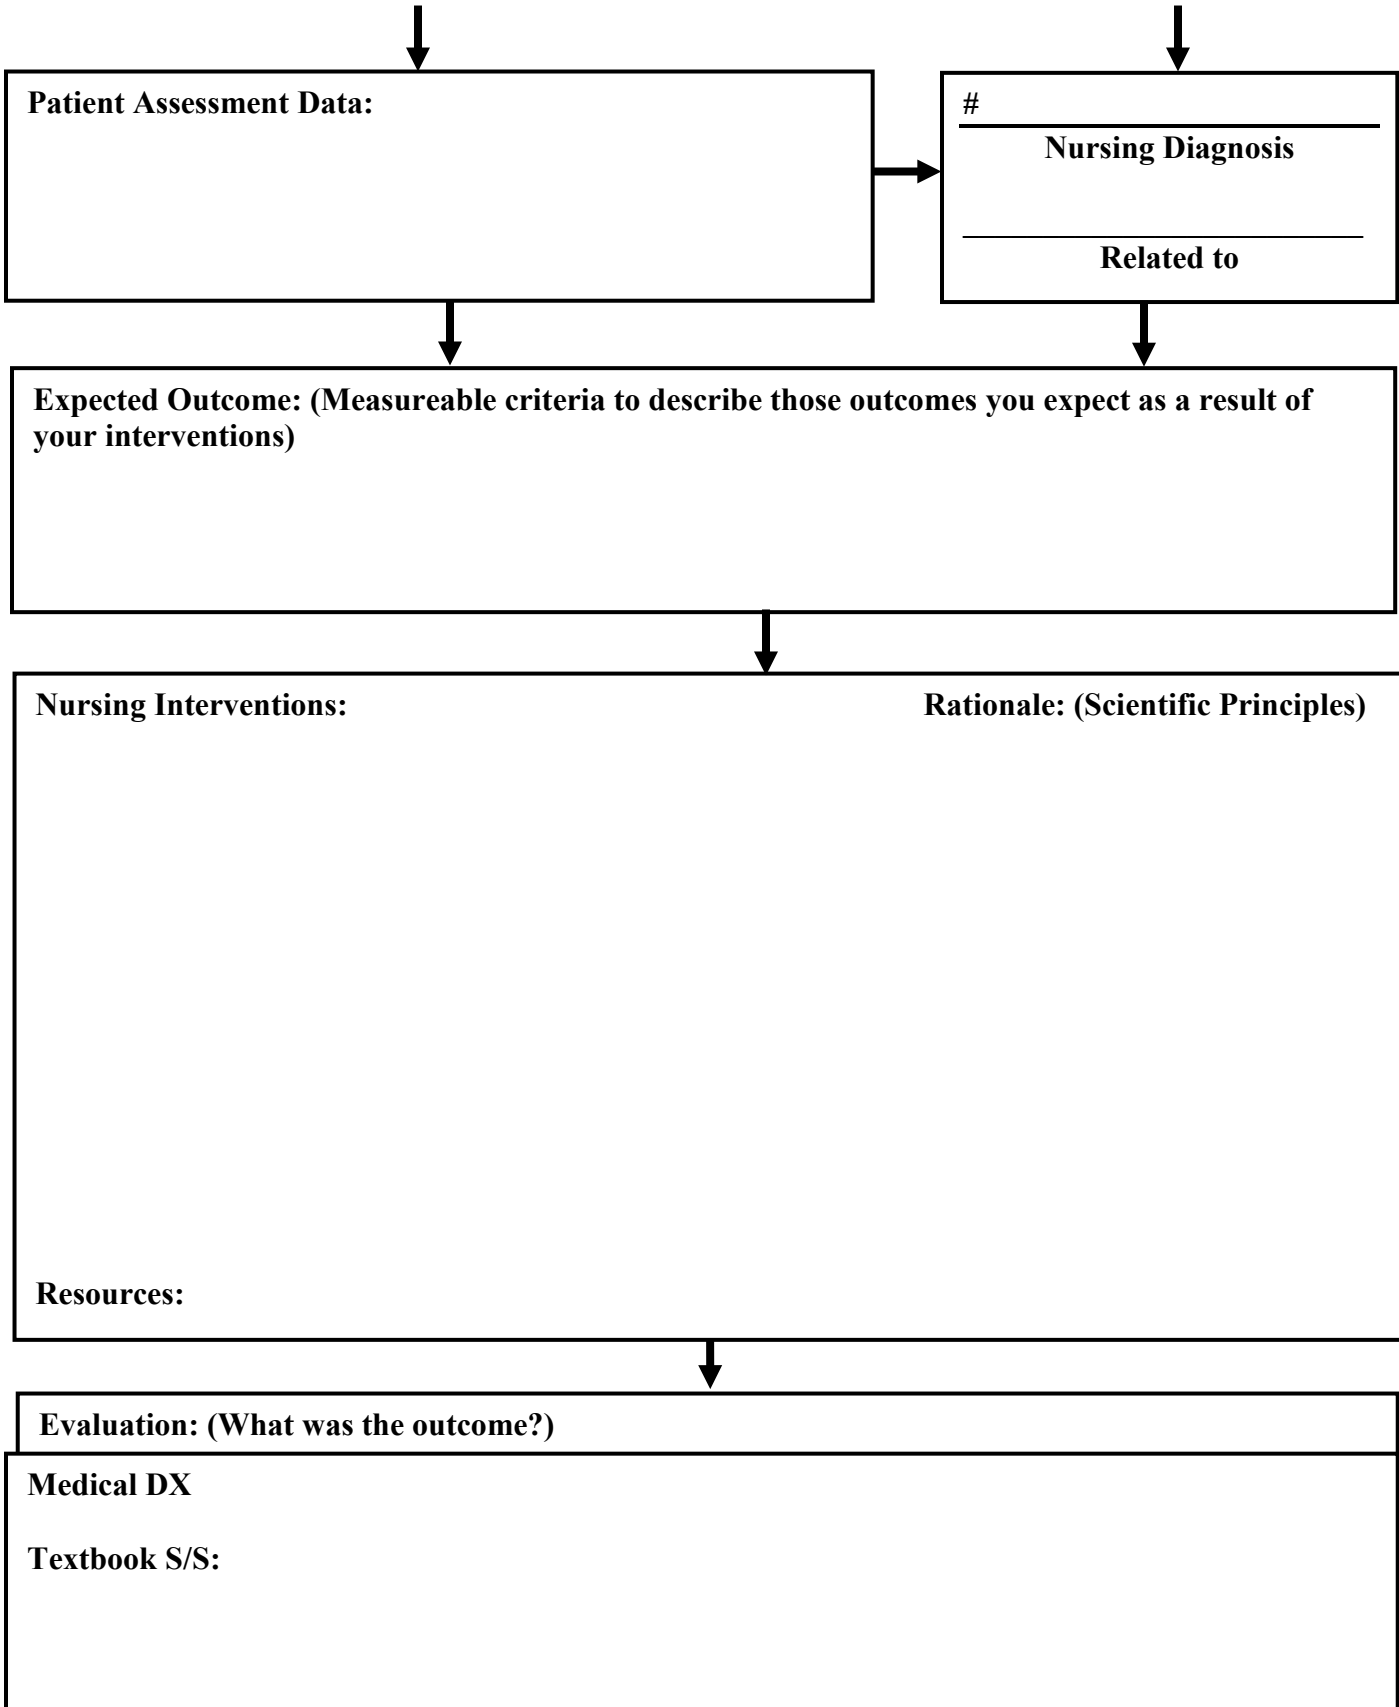 Patient Assessment Data:
#
Nursing Diagnosis
Related to
Expected Outcome: (Measureable criteria to describe those outcomes you expect as a result of
your interventions)
Nursing Interventions: Rationale: (Scientific Principles)
Resources:
Evaluation: (What was the outcome?)
Medical DX
Textbook S/S: